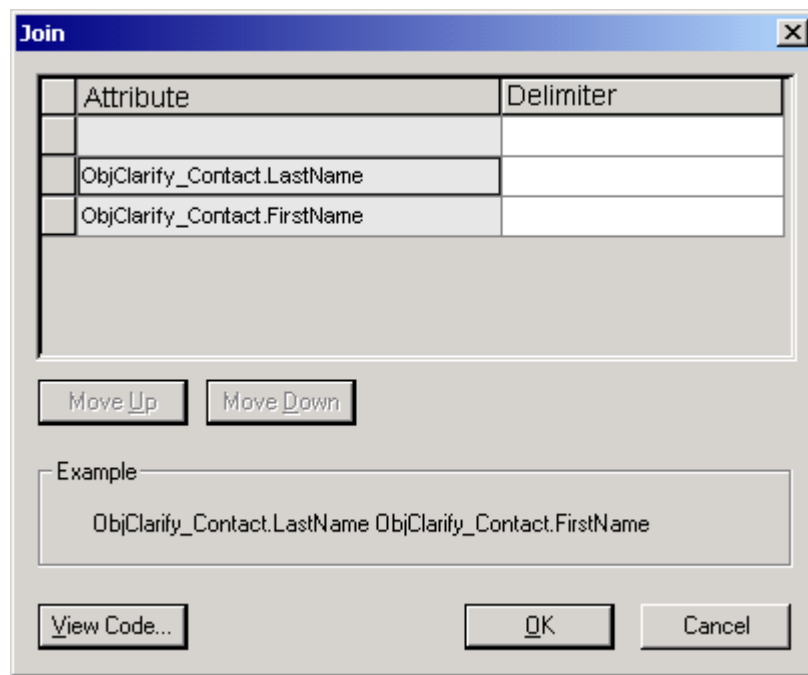 Join
Attribute Delimiter
ObjClarify_Contact.LastName
ObjClarify_Contact.FirstName
Move Up Move Down
Example
ObjClarify_Contact.LastName ObjClarify_Contact.FirstName
View Code... OK Cancel